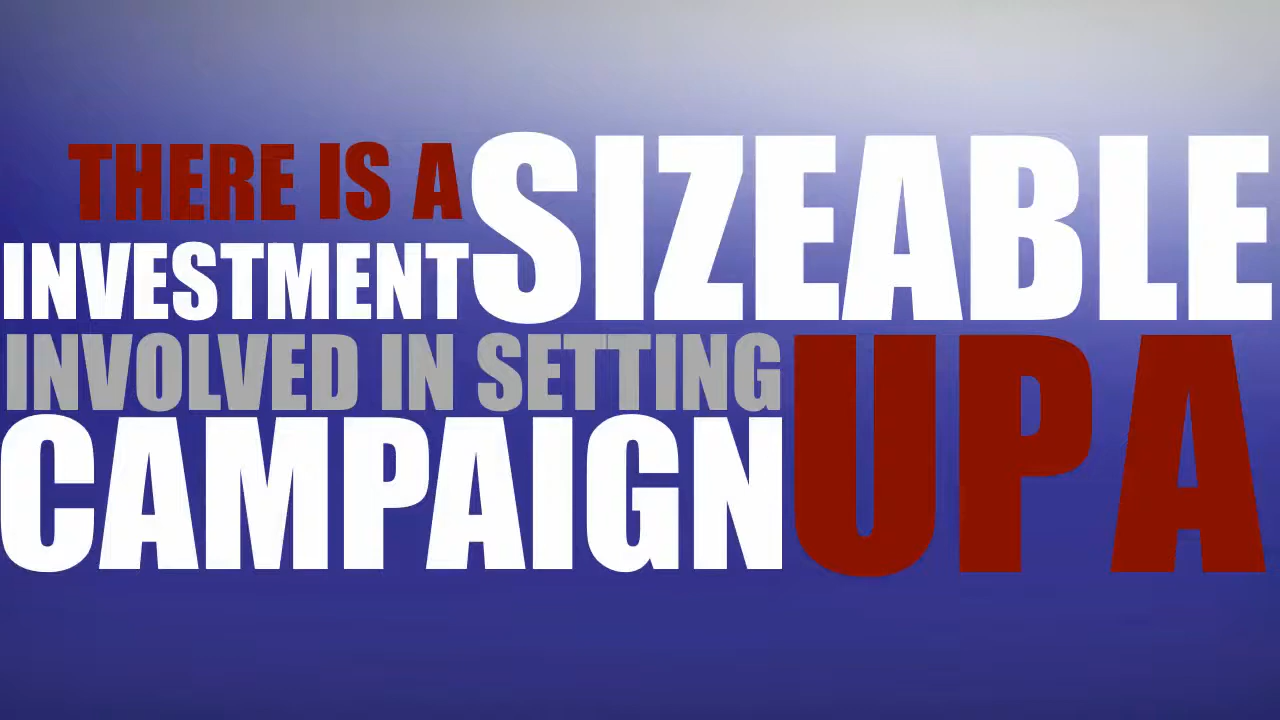 THERE IS A SIZEABLE
INVESTMENT
INVOLVED IN SETTING UP A
CAMPAIGN